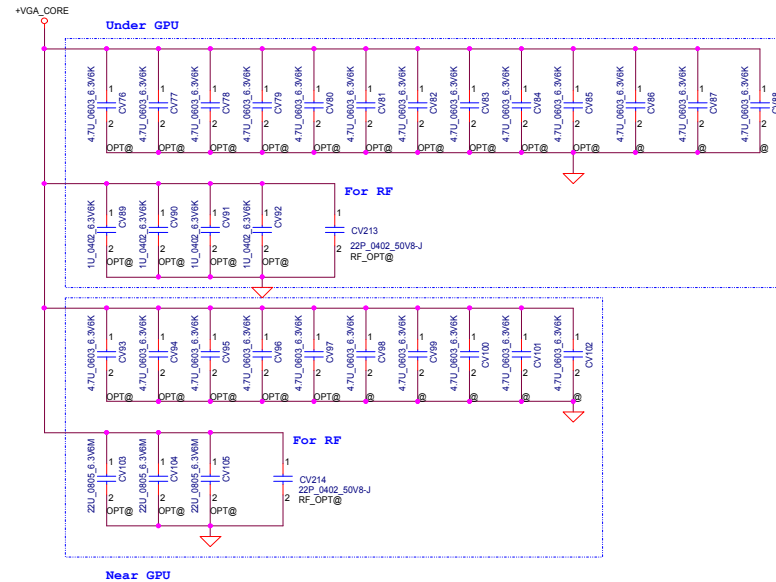 +VGA_CORE
Under GPU
4.7U_0603_6.3V6K CV76 1 2 OPT@
4.7U_0603_6.3V6K CV77 1 2 OPT@
4.7U_0603_6.3V6K CV78 1 2 OPT@
4.7U_0603_6.3V6K CV79 1 2 OPT@
4.7U_0603_6.3V6K CV80 1 2 OPT@
4.7U_0603_6.3V6K CV81 1 2 OPT@
4.7U_0603_6.3V6K CV82 1 2 OPT@
4.7U_0603_6.3V6K CV83 1 2 OPT@
4.7U_0603_6.3V6K CV84 1 2 OPT@
4.7U_0603_6.3V6K CV85 1 2 OPT@
4.7U_0603_6.3V6K CV86 1 2 @
4.7U_0603_6.3V6K CV87 1 2 @
4.7U_0603_6.3V6K CV88 1 2 @
For RF
1U_0402_6.3V6K CV89 1 2 OPT@
1U_0402_6.3V6K CV90 1 2 OPT@
1U_0402_6.3V6K CV91 1 2 OPT@
1U_0402_6.3V6K CV92 1 2 OPT@
1
CV213
2
22P_0402_50V8-J
RF_OPT@
4.7U_0603_6.3V6K CV93 1 2 OPT@
4.7U_0603_6.3V6K CV94 1 2 OPT@
4.7U_0603_6.3V6K CV95 1 2 OPT@
4.7U_0603_6.3V6K CV96 1 2 OPT@
4.7U_0603_6.3V6K CV97 1 2 OPT@
4.7U_0603_6.3V6K CV98 1 2 @
4.7U_0603_6.3V6K CV99 1 2 @
4.7U_0603_6.3V6K CV100 1 2 @
4.7U_0603_6.3V6K CV101 1 2 @
4.7U_0603_6.3V6K CV102 1 2 @
For RF
22U_0805_6.3V6M CV103 1 2 OPT@
22U_0805_6.3V6M CV104 1 2 OPT@
22U_0805_6.3V6M CV105 1 2 OPT@
1
CV214
22P_0402_50V8-J
2
RF_OPT@
Near GPU